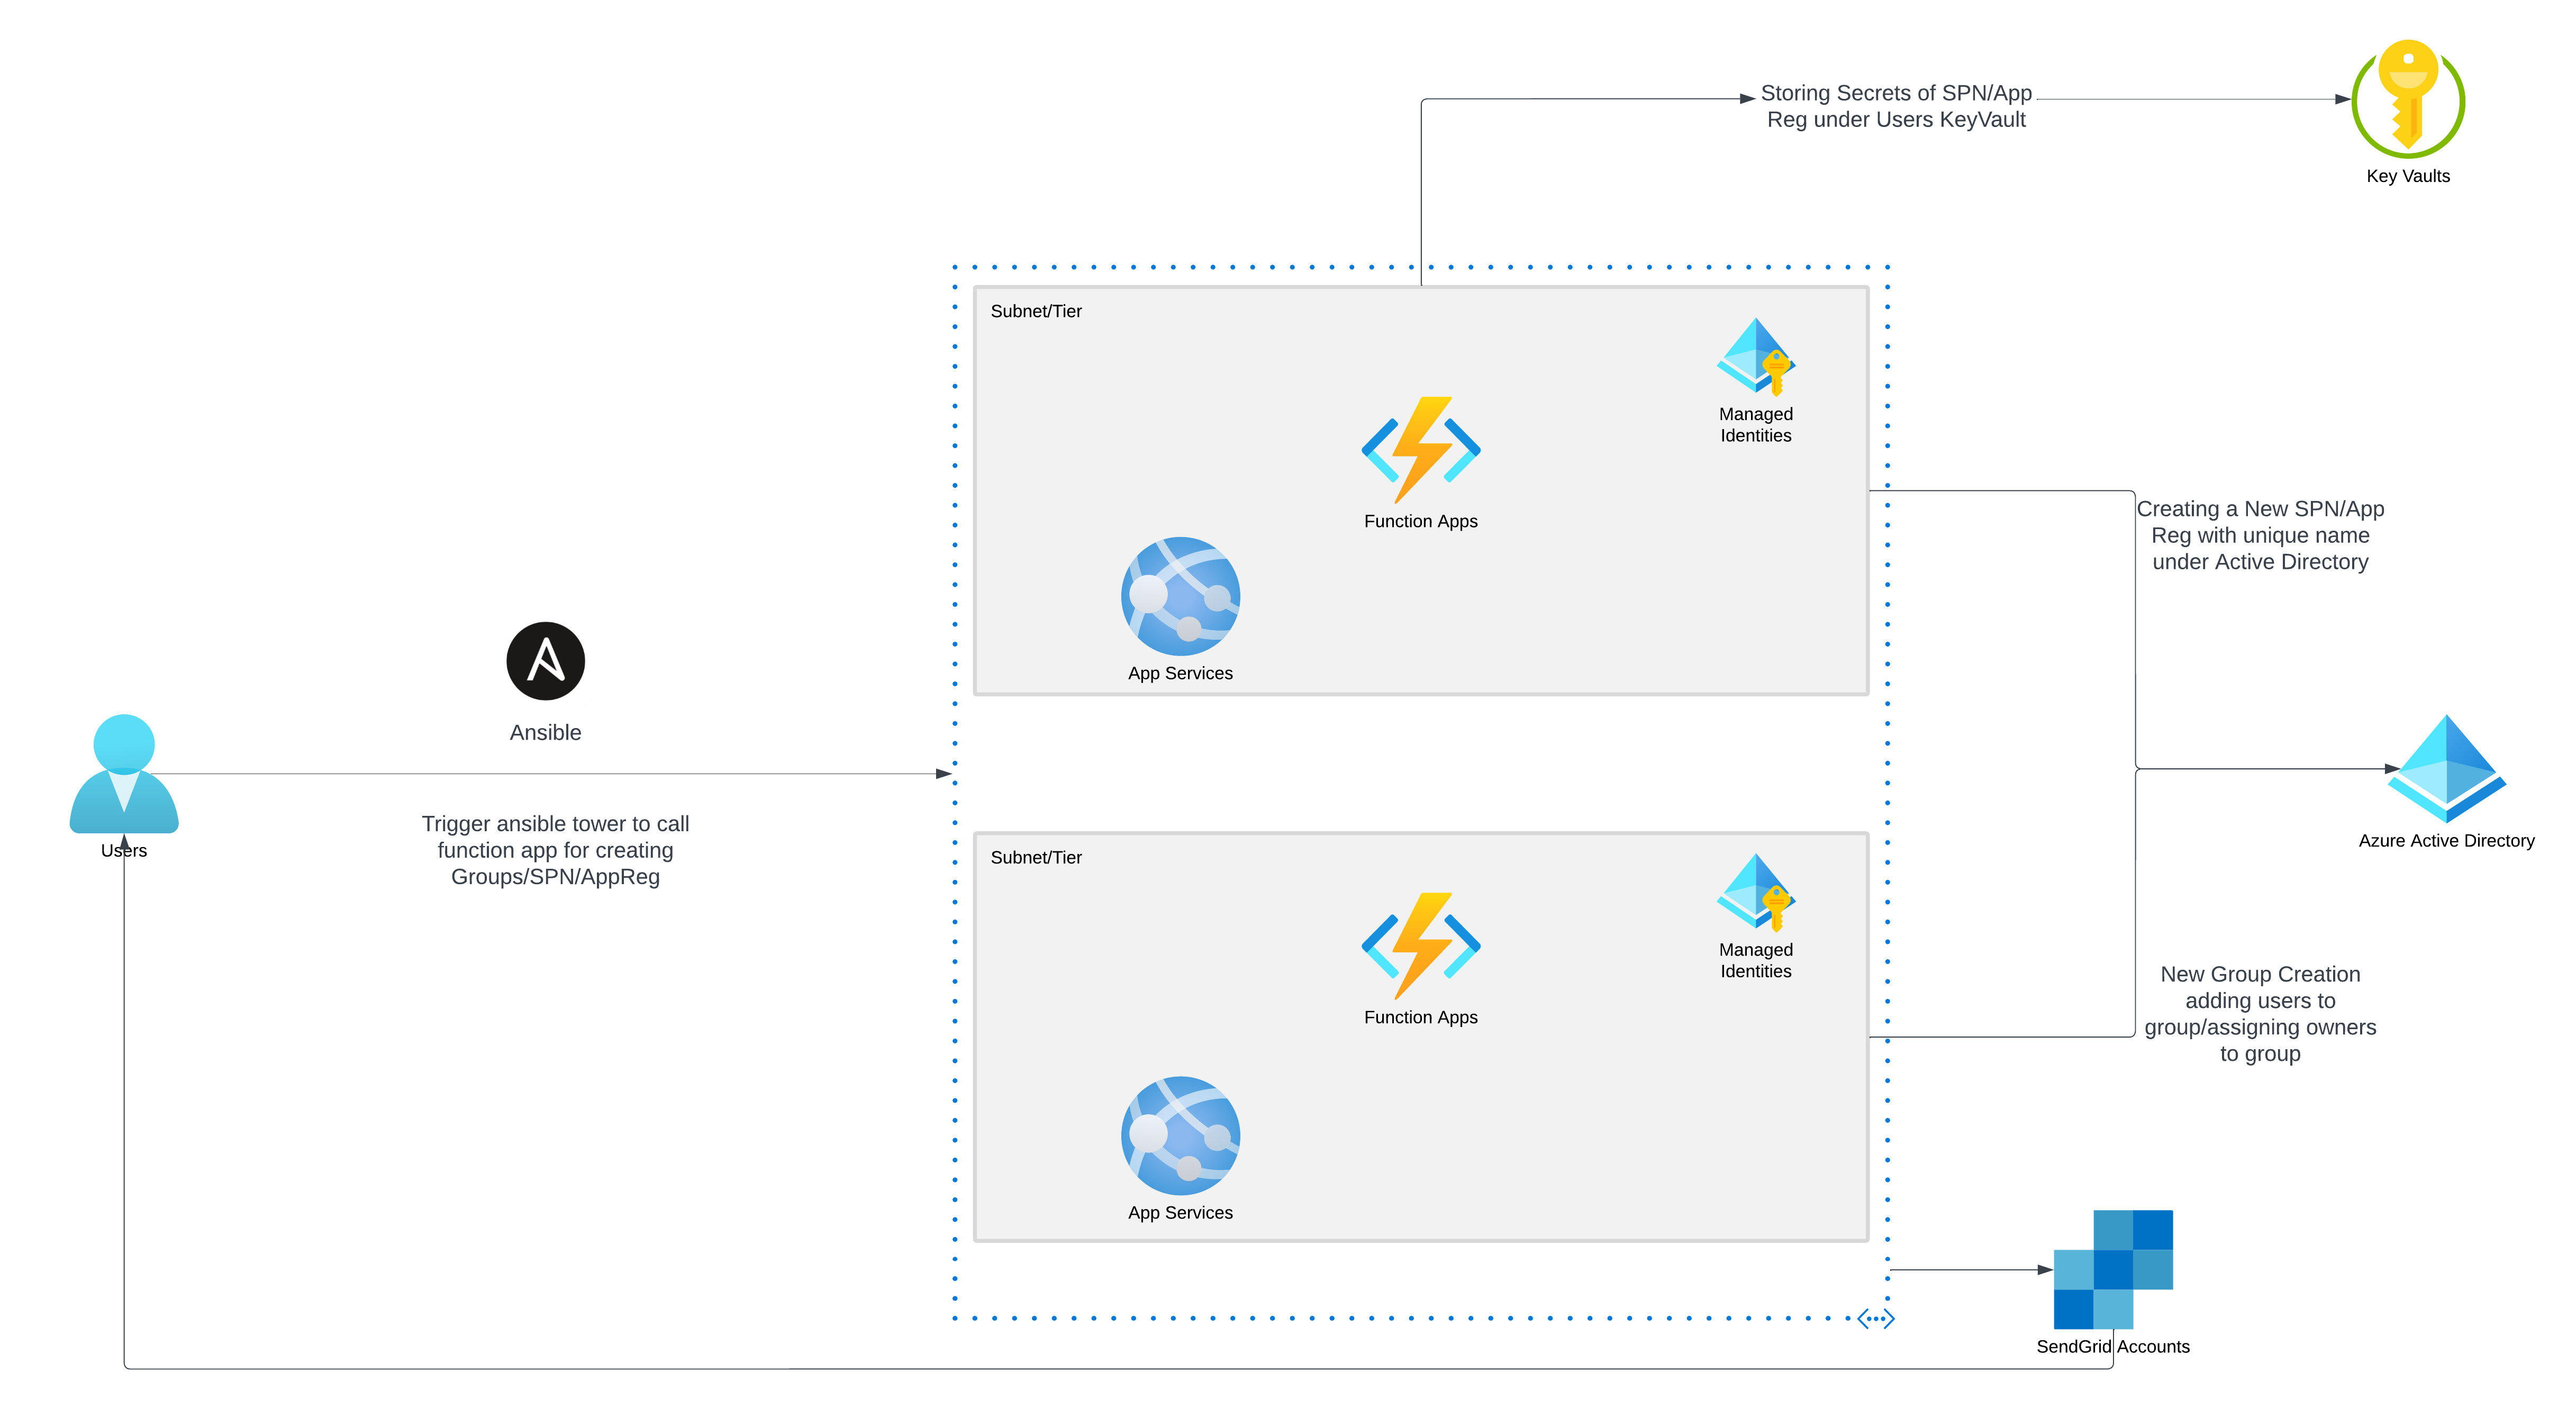 Storing Secrets of SPN/App
Reg under Users KeyVault
Key Vaults
Subnet/Tier
Managed
Identities
Function Apps
App Services
Creating a New SPN/App
Reg with unique name
under Active Directory
Ansible
Users
Trigger ansible tower to call
function app for creating
Groups/SPN/AppReg
Azure Active Directory
Subnet/Tier
Managed
Identities
Function Apps
App Services
New Group Creation
adding users to
group/assigning owners
to group
SendGrid Accounts